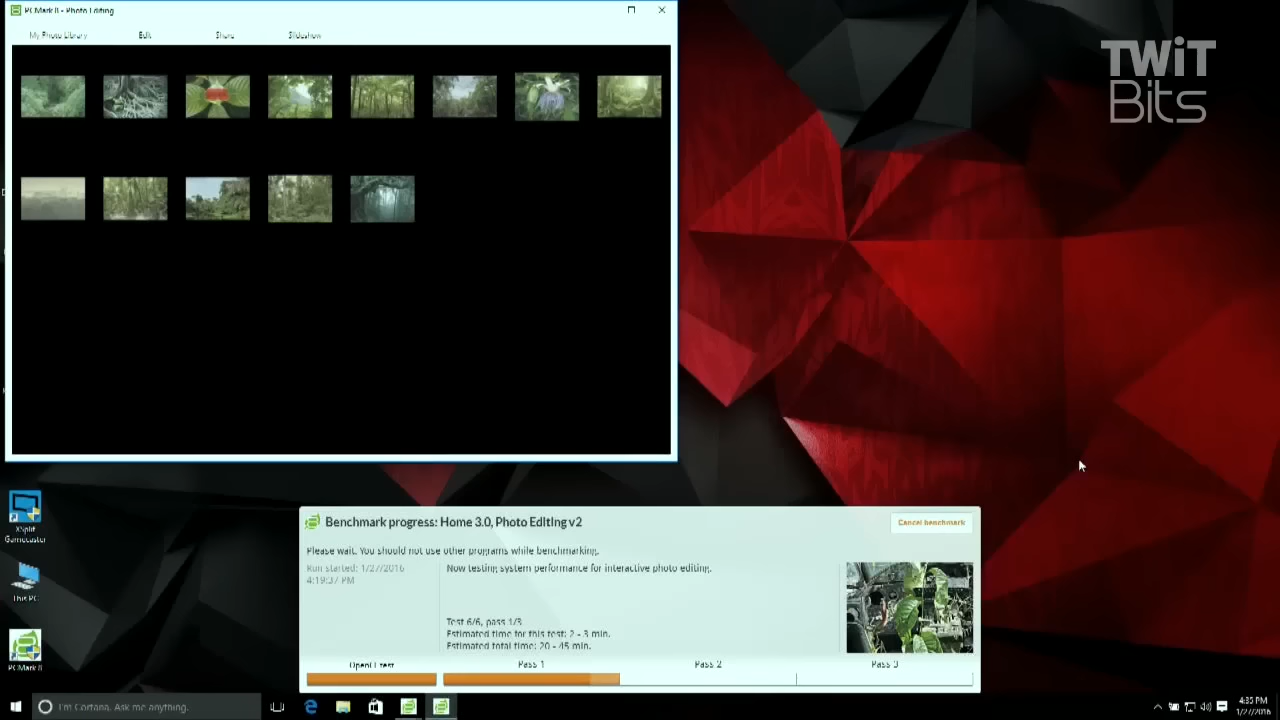 PCMark 8 - Photo Editing
My Photo Library
Edit
Share
Slideshow
TWiT
Bits
XSplit
Gamecaster
This PC
PCMark 8
Benchmark progress: Home 3.0, Photo Editing v2
Cancel benchmark
Please wait. You should not use other programs while benchmarking.
Run started: 1/27/2016
4:19:37 PM
Now testing system performance for interactive photo editing.
Test 6/6, pass 1/3
Estimated time for this test: 2 - 3 min.
Estimated total time: 20 - 45 min.
OpenCL test
Pass 1
Pass 2
Pass 3
I'm Cortana. Ask me anything.
4:35 PM
1/27/2016